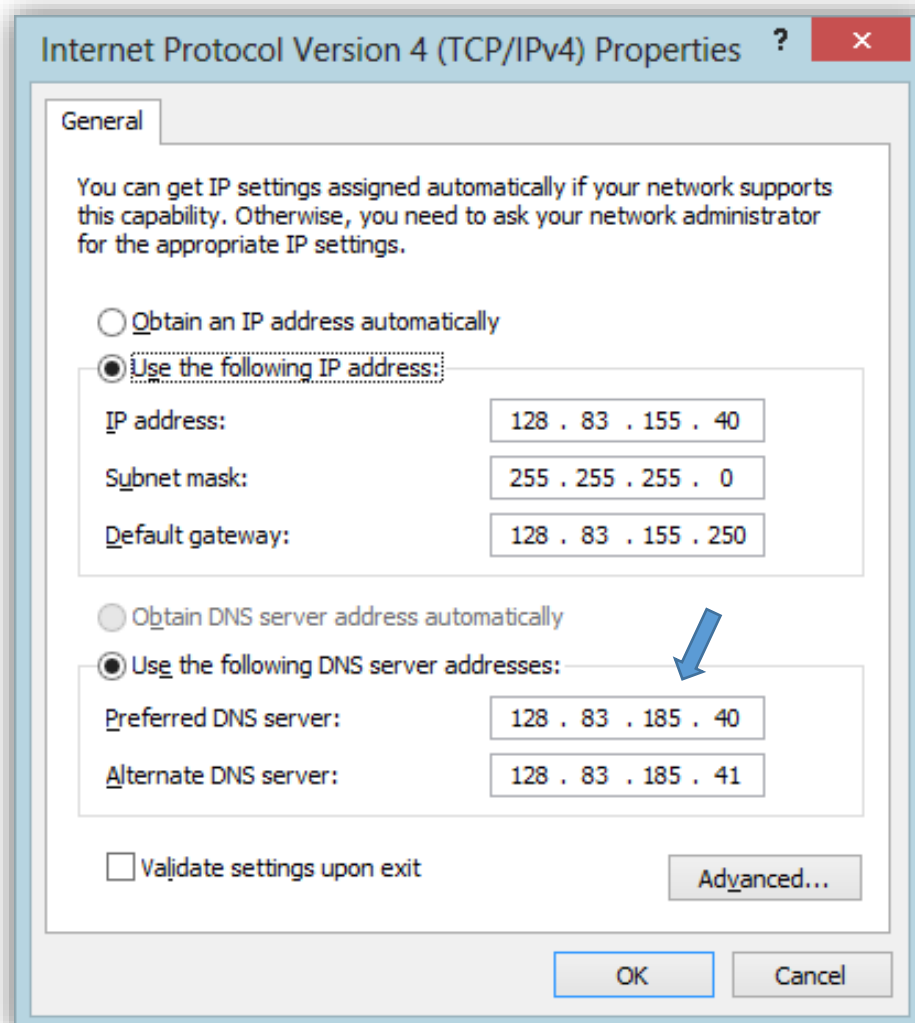 Internet Protocol Version 4 (TCP/IPv4) Properties ?
General
You can get IP settings assigned automatically if your network supports
this capability. Otherwise, you need to ask your network administrator
for the appropriate IP settings.
Obtain an IP address automatically
Use the following IP address:
IP address: 128 . 83 . 155 . 40
Subnet mask: 255 . 255 . 255 . 0
Default gateway: 128 . 83 . 155 . 250
Obtain DNS server address automatically
Use the following DNS server addresses:
Preferred DNS server: 128 . 83 . 185 . 40
Alternate DNS server: 128 . 83 . 185 . 41
Validate settings upon exit
Advanced...
OK Cancel